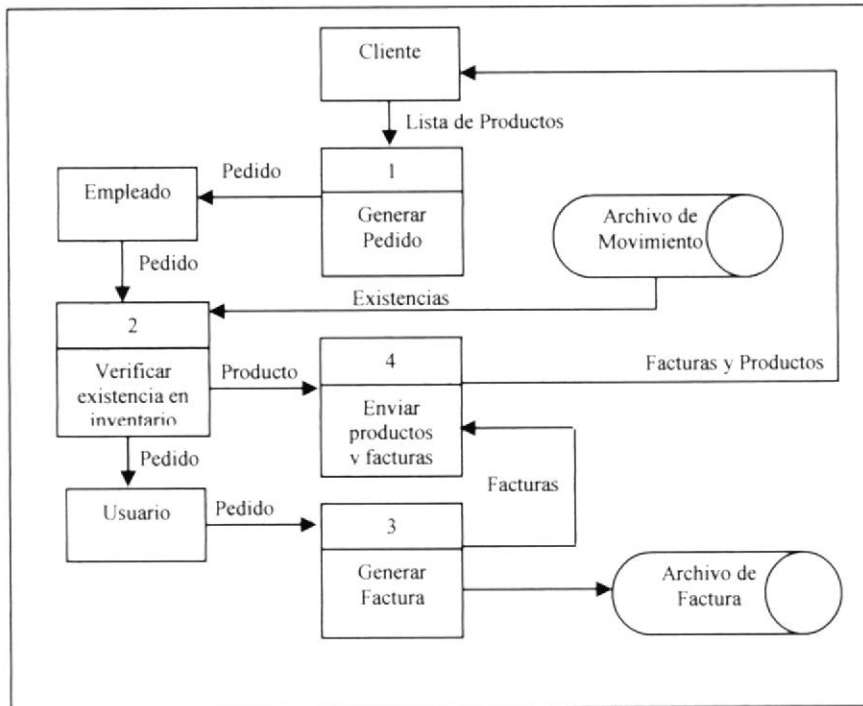 Cliente
Lista de Productos
1
Generar
Pedido
Pedido
Empleado
Pedido
Archivo de
Movimiento
Existencias
2
Verificar
existencia en
inventario
Producto
4
Enviar
productos
y facturas
Facturas y Productos
Pedido
Usuario
Pedido
Facturas
3
Generar
Factura
Archivo de
Factura